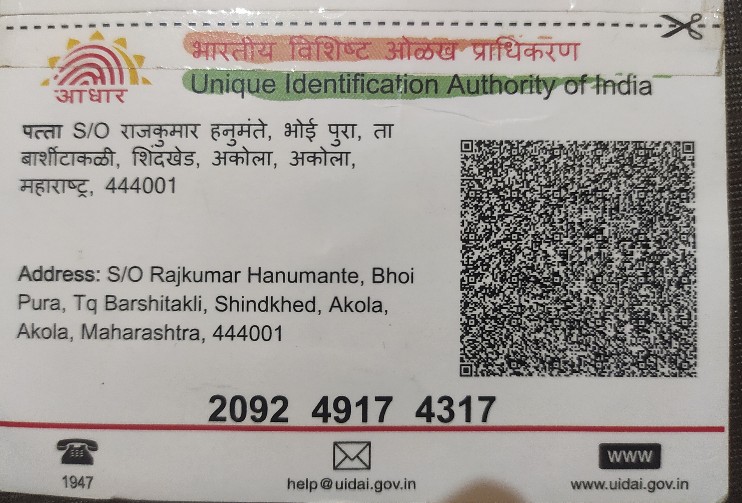 भारतीय विशिष्ट ओळख प्राधिकरण
Unique Identification Authority of India
आधार
पत्ता S/O राजकुमार हनुमंते, भोई पुरा, ता
बार्शीटाकळी, शिंदखेड, अकोला, अकोला,
महाराष्ट्र, 444001
Address: S/O Rajkumar Hanumante, Bhoi
Pura, Tq Barshitakli, Shindkhed, Akola,
Akola, Maharashtra, 444001
2092 4917 4317
1947
help@uidai.gov.in
WWW
www.uidai.gov.in